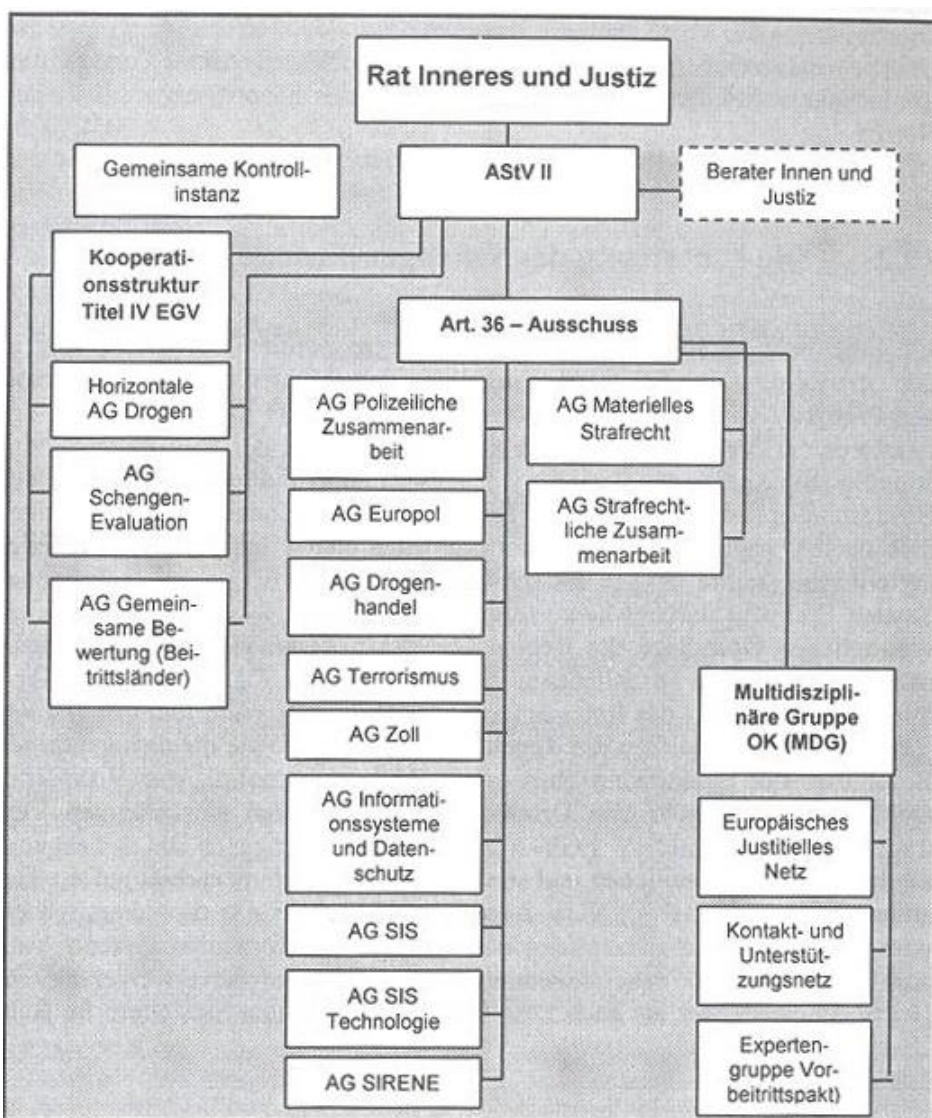 Rat Inneres und Justiz
Gemeinsame Kontroll-
instanz
AStV II
Berater Innen und
Justiz
Kooperati-
onsstruktur
Titel IV EGV
Art. 36 – Ausschuss
Horizontale
AG Drogen
AG
Schengen-
Evaluation
AG Gemein-
same Be-
wertung (Bei-
trittsländer)
AG Polizeiliche
Zusammenar-
beit
AG Europol
AG Drogen-
handel
AG Terrorismus
AG Zoll
AG Informati-
onssysteme
und Daten-
schutz
AG SIS
AG SIS
Technologie
AG SIRENE
AG Materielles
Strafrecht
AG Strafrecht-
liche Zusam-
menarbeit
Multidiszipli-
näre Gruppe
OK (MDG)
Europäisches
Justitielles
Netz
Kontakt- und
Unterstüt-
zungsnetz
Experten-
gruppe Vor-
beitrittspakt)